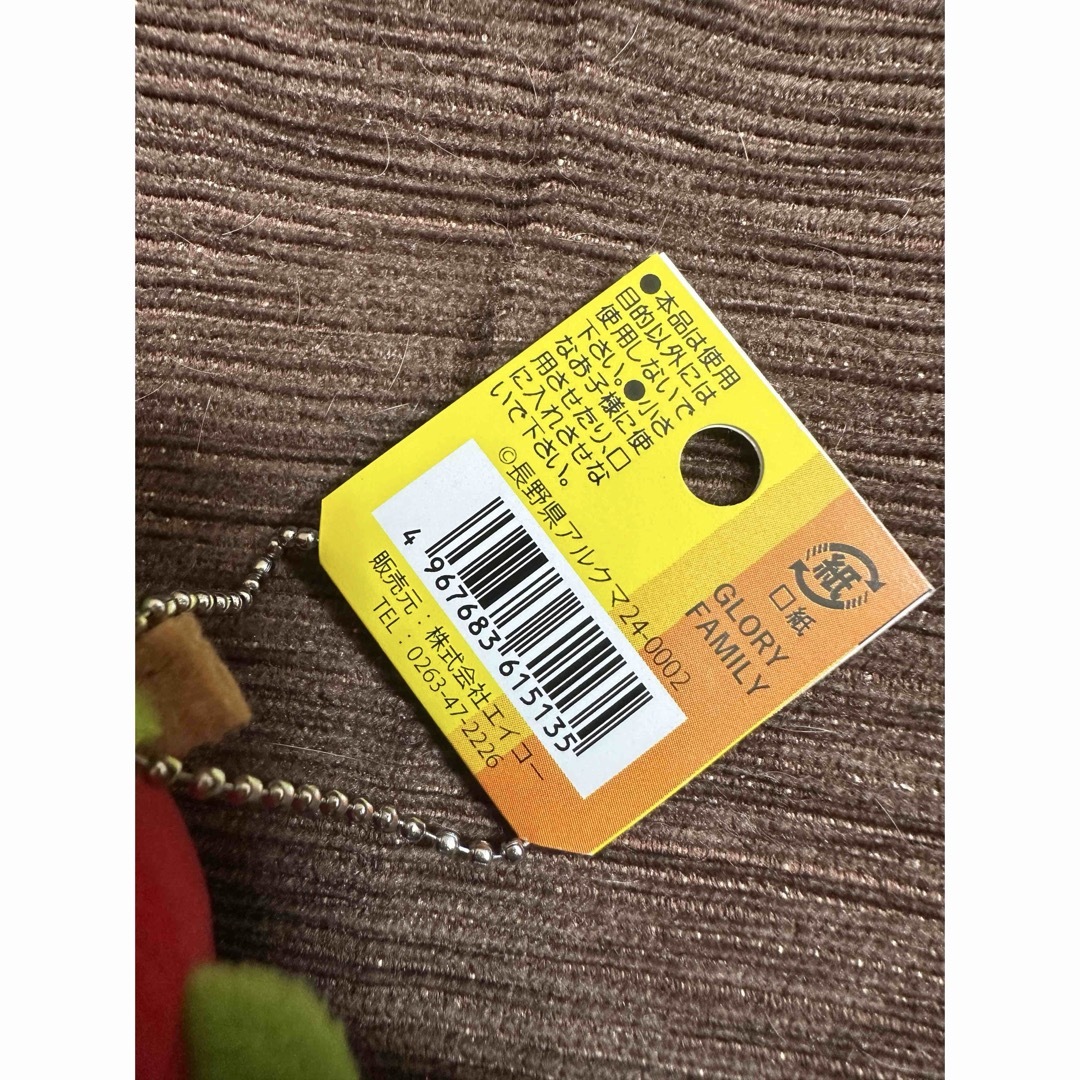 ●本品は使用
目的以外には
使用しないで
下さい。●小さ
なお子様に使
用させたり、口
に入れさせな
いで下さい。
©長野県アルクマ24-0002
4 967683 615135
販売元：株式会社エイコー
TEL：0263-47-2226
紙
口紙
GLORY
FAMILY